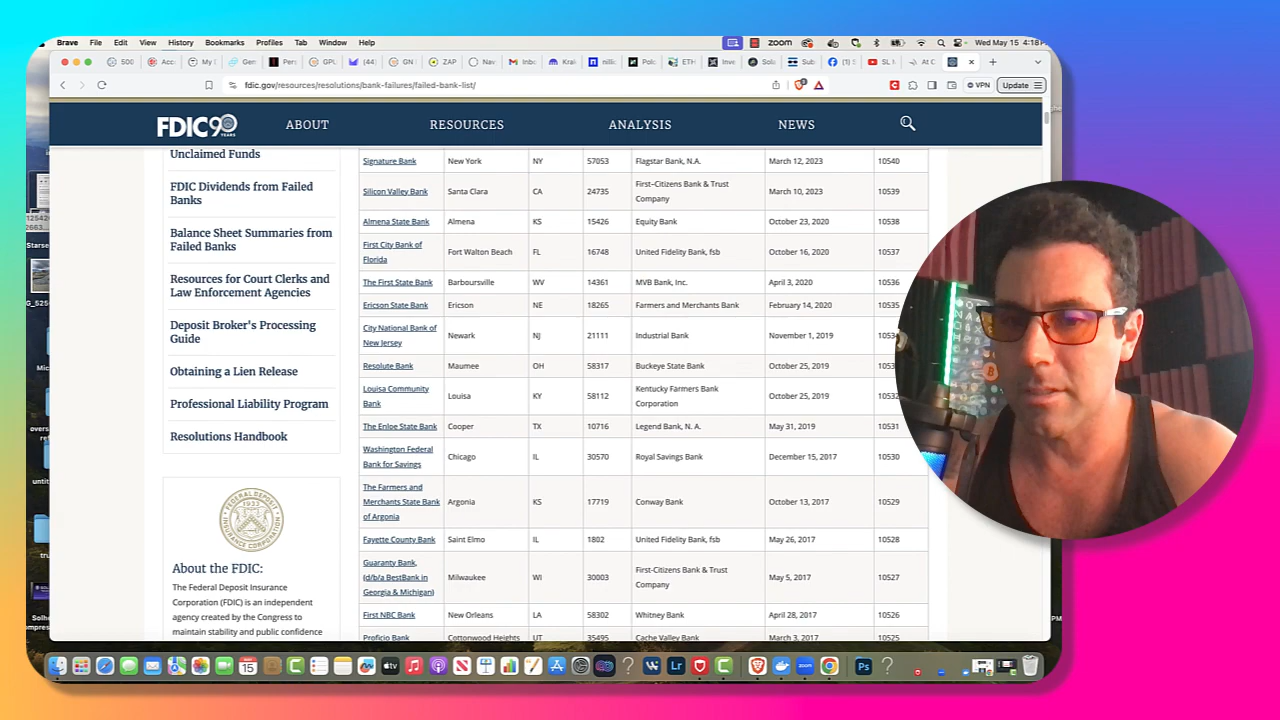 Brave File Edit View History Bookmarks Profiles Tab Window Help zoom Wed May 15 4:18
fdic.gov/resources/resolutions/bank-failures/failed-bank-list/ VPN Update
FDIC 90 YEARS ABOUT RESOURCES ANALYSIS NEWS
Unclaimed Funds
FDIC Dividends from Failed
Banks
Balance Sheet Summaries from
Failed Banks
Resources for Court Clerks and
Law Enforcement Agencies
Deposit Broker's Processing
Guide
Obtaining a Lien Release
Professional Liability Program
Resolutions Handbook
About the FDIC:
The Federal Deposit Insurance
Corporation (FDIC) is an independent
agency created by the Congress to
maintain stability and public confidence
Signature Bank New York NY 57053 Flagstar Bank, N.A. March 12, 2023 10540
Silicon Valley Bank Santa Clara CA 24735 First–Citizens Bank & Trust Company March 10, 2023 10539
Almena State Bank Almena KS 15426 Equity Bank October 23, 2020 10538
First City Bank of Florida Fort Walton Beach FL 16748 United Fidelity Bank, fsb October 16, 2020 10537
The First State Bank Barboursville WV 14361 MVB Bank, Inc. April 3, 2020 10536
Ericson State Bank Ericson NE 18265 Farmers and Merchants Bank February 14, 2020 10535
City National Bank of New Jersey Newark NJ 21111 Industrial Bank November 1, 2019
Resolute Bank Maumee OH 58317 Buckeye State Bank October 25, 2019
Louisa Community Bank Louisa KY 58112 Kentucky Farmers Bank Corporation October 25, 2019 10532
The Enloe State Bank Cooper TX 10716 Legend Bank, N. A. May 31, 2019 10531
Washington Federal Bank for Savings Chicago IL 30570 Royal Savings Bank December 15, 2017 10530
The Farmers and Merchants State Bank of Argonia Argonia KS 17719 Conway Bank October 13, 2017 10529
Fayette County Bank Saint Elmo IL 1802 United Fidelity Bank, fsb May 26, 2017 10528
Guaranty Bank, (d/b/a BestBank in Georgia & Michigan) Milwaukee WI 30003 First-Citizens Bank & Trust Company May 5, 2017 10527
First NBC Bank New Orleans LA 58302 Whitney Bank April 28, 2017 10526
Proficio Bank Cottonwood Heights UT 35495 Cache Valley Bank March 3, 2017 10525